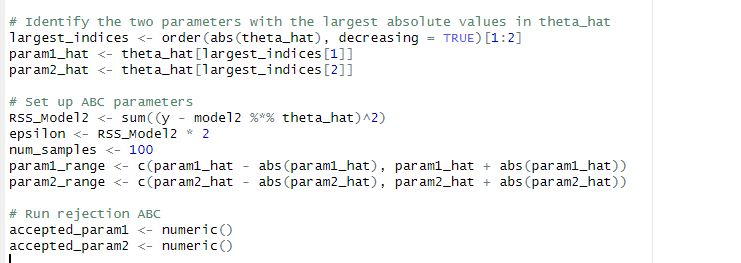 # Identify the two parameters with the largest absolute values in theta_hat
largest_indices <- order(abs(theta_hat), decreasing = TRUE)[1:2]
param1_hat <- theta_hat[largest_indices[1]]
param2_hat <- theta_hat[largest_indices[2]]
# Set up ABC parameters
RSS_Model2 <- sum((y - model2 %*% theta_hat)^2)
epsilon <- RSS_Model2 * 2
num_samples <- 100
param1_range <- c(param1_hat - abs(param1_hat), param1_hat + abs(param1_hat))
param2_range <- c(param2_hat - abs(param2_hat), param2_hat + abs(param2_hat))
# Run rejection ABC
accepted_param1 <- numeric()
accepted_param2 <- numeric()